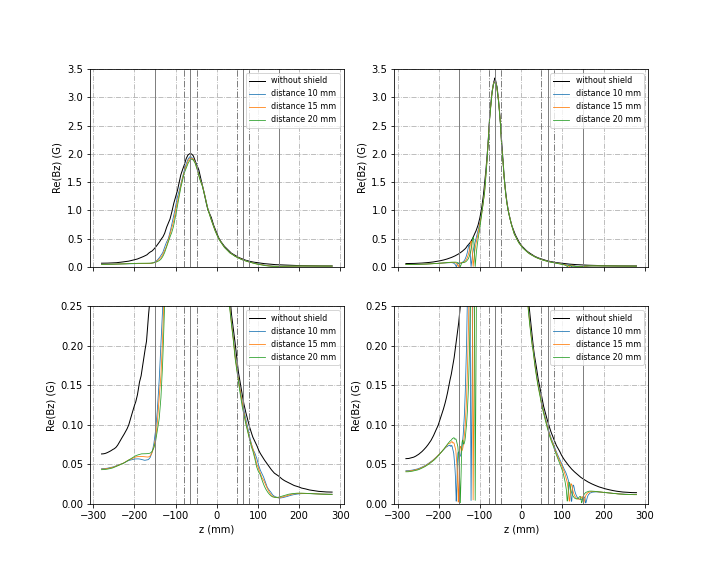 3.5
3.0
2.5
2.0
1.5
1.0
0.5
0.0
Re(Bz) (G)
without shield
distance 10 mm
distance 15 mm
distance 20 mm
3.5
3.0
2.5
2.0
1.5
1.0
0.5
0.0
Re(Bz) (G)
without shield
distance 10 mm
distance 15 mm
distance 20 mm
0.25
0.20
0.15
0.10
0.05
0.00
Re(Bz) (G)
without shield
distance 10 mm
distance 15 mm
distance 20 mm
−300 −200 −100 0 100 200 300
z (mm)
0.25
0.20
0.15
0.10
0.05
0.00
Re(Bz) (G)
without shield
distance 10 mm
distance 15 mm
distance 20 mm
−300 −200 −100 0 100 200 300
z (mm)